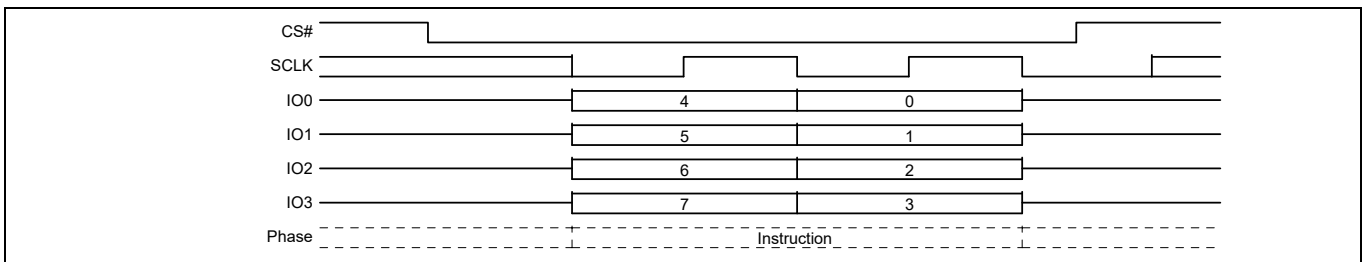 CS#
SCLK
IO0 4 0
IO1 5 1
IO2 6 2
IO3 7 3
Phase Instruction